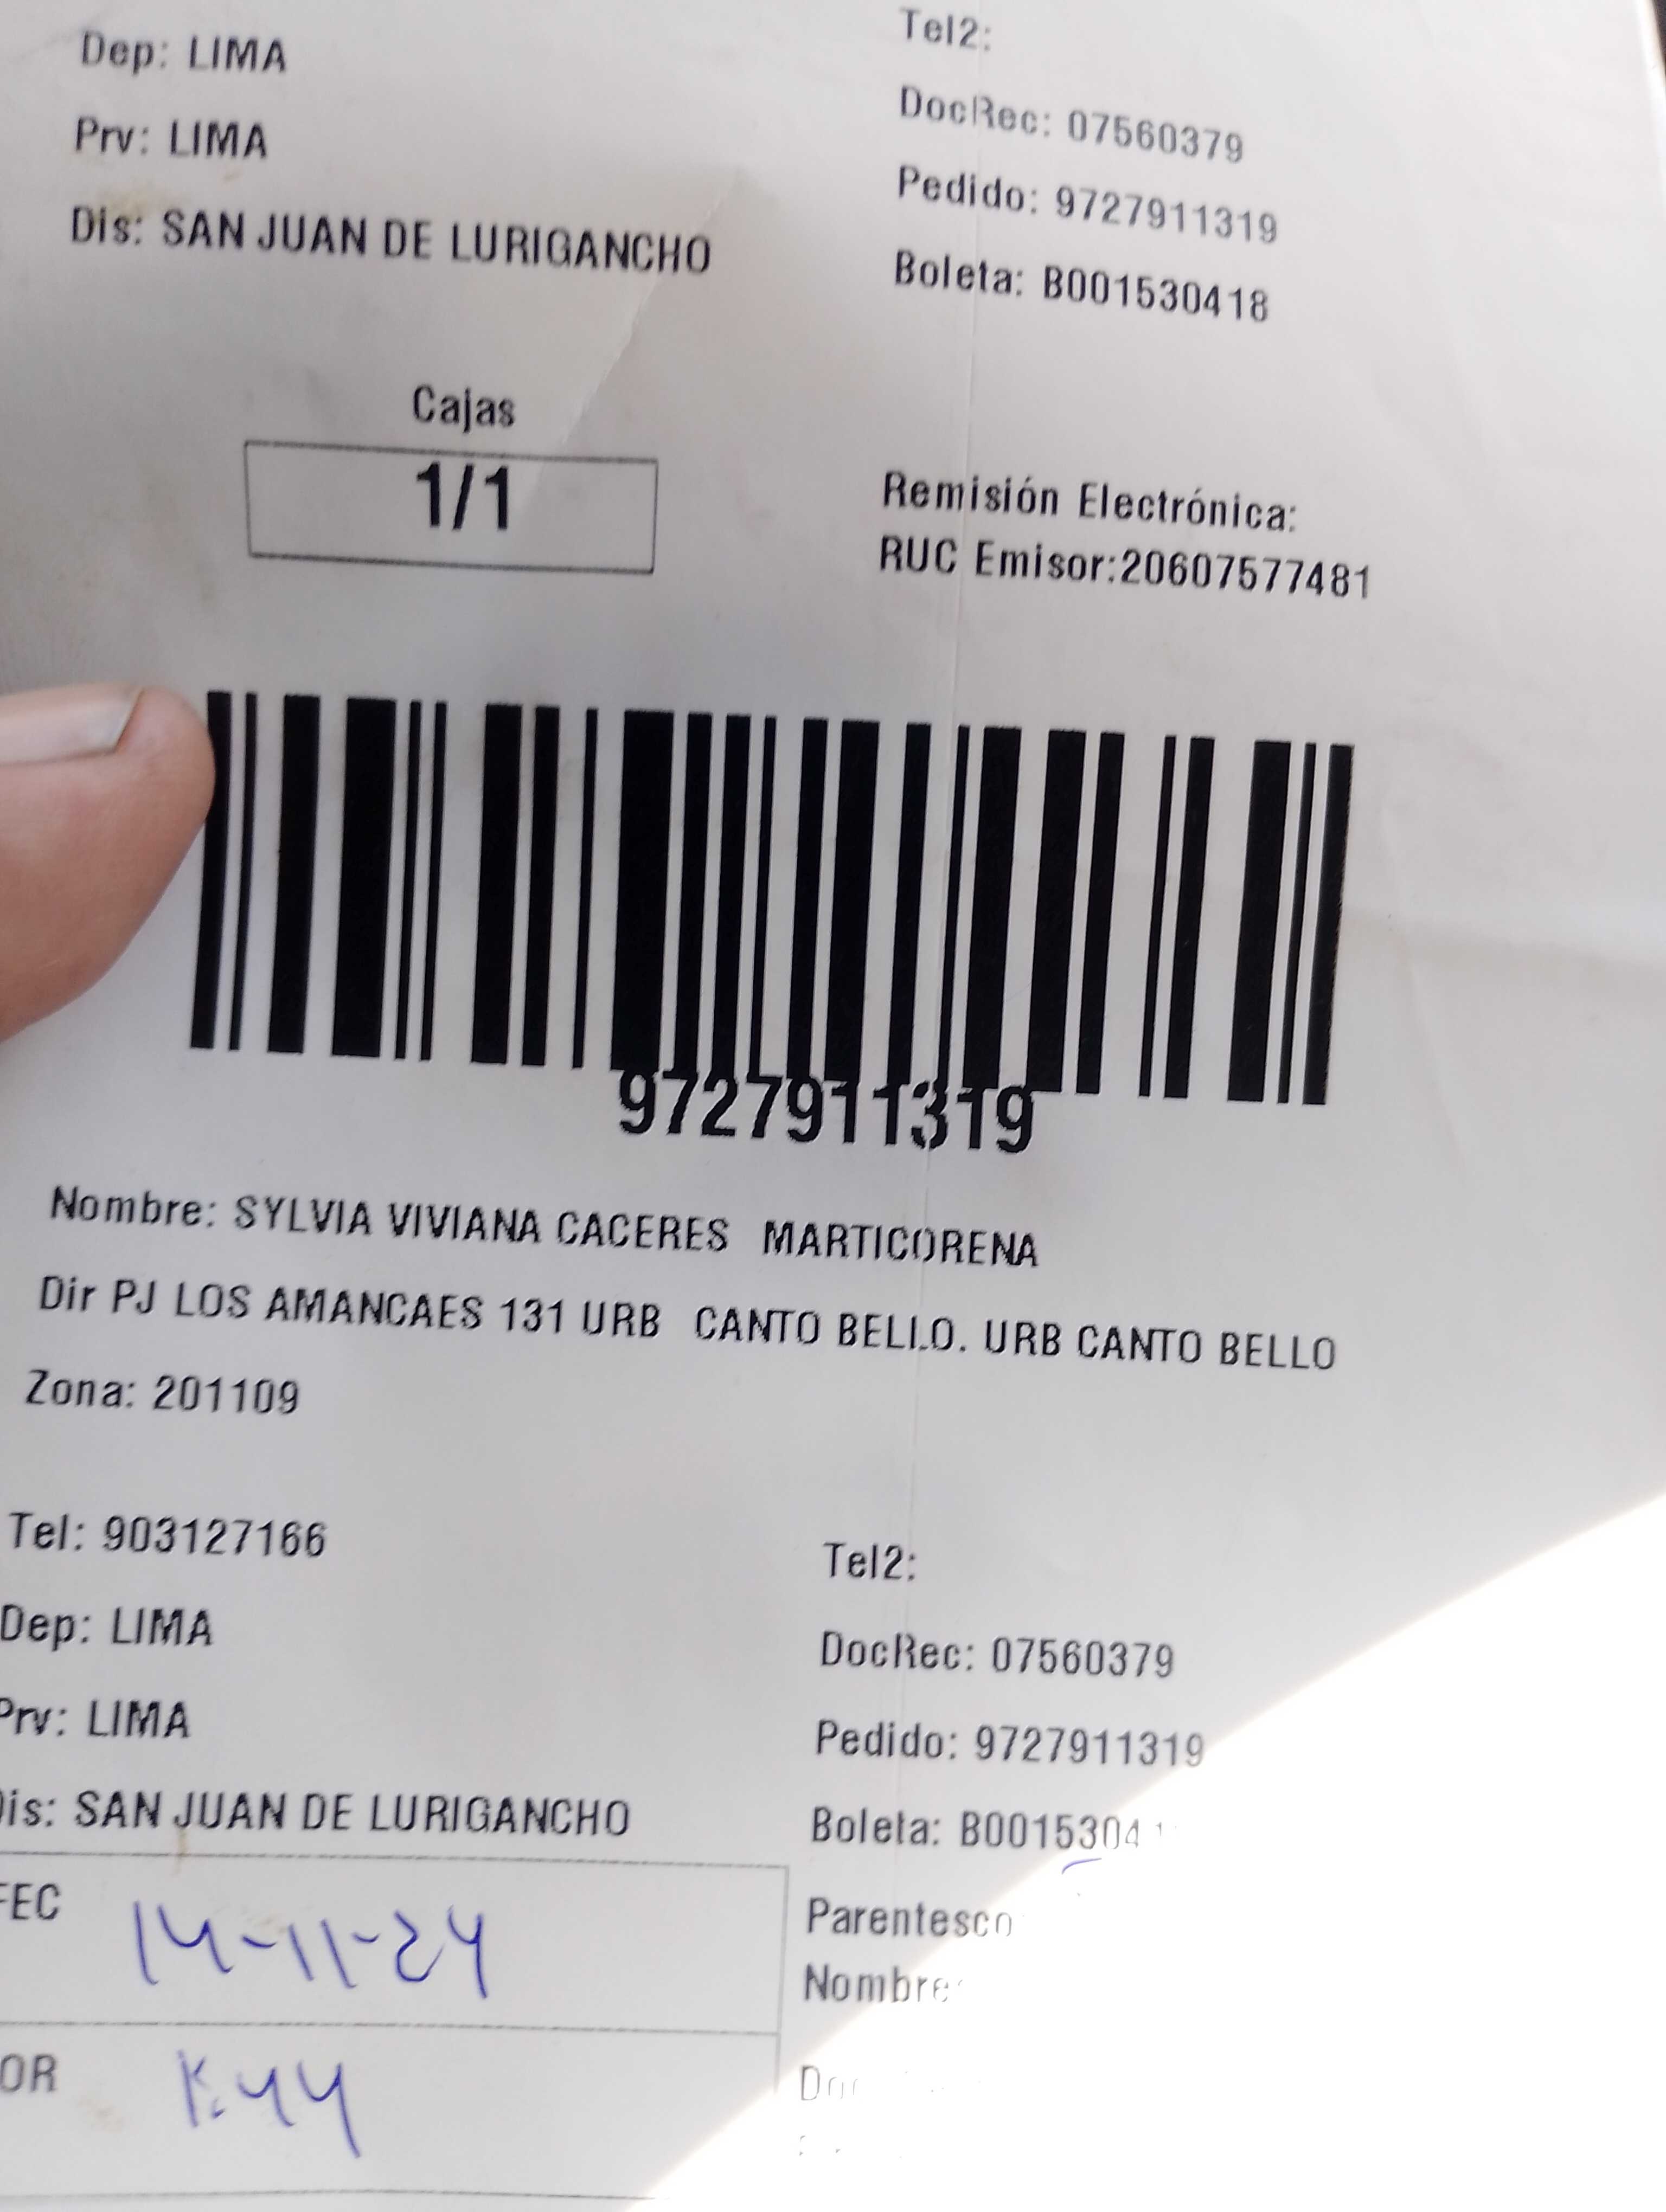 Dep: LIMA
Prv: LIMA
Dis: SAN JUAN DE LURIGANCHO
Tel2:
DocRec: 07560379
Pedido: 9727911319
Boleta: B001530418
Cajas
1/1
Remisión Electrónica:
RUC Emisor:20607577481
9727911319
Nombre: SYLVIA VIVIANA CACERES MARTICORENA
Dir PJ LOS AMANCAES 131 URB CANTO BELLO. URB CANTO BELLO
Zona: 201109
Tel: 903127166
Dep: LIMA
Prv: LIMA
Dis: SAN JUAN DE LURIGANCHO
Tel2:
DocRec: 07560379
Pedido: 9727911319
Boleta: B0015304
Parentesco
Nombre:
FEC 14-11-24
OR